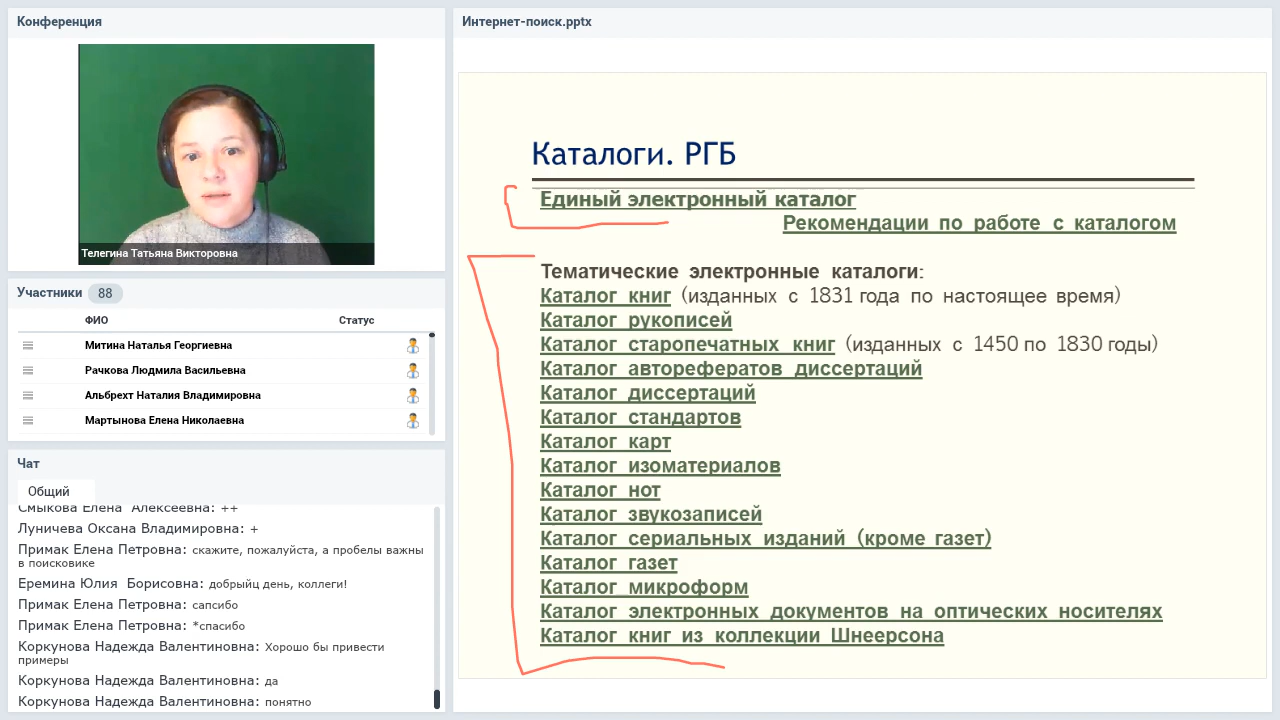 Конференция
Телегина Татьяна Викторовна
Участники 88
ФИО Статус
Митина Наталья Георгиевна
Рачкова Людмила Васильевна
Альбрехт Наталия Владимировна
Мартынова Елена Николаевна
Чат
Общий
Смыкова Елена Алексеевна: ++
Луничева Оксана Владимировна: +
Примак Елена Петровна: скажите, пожалуйста, а пробелы важны
в поисковике
Еремина Юлия Борисовна: добрыйц день, коллеги!
Примак Елена Петровна: сапсибо
Примак Елена Петровна: *спасибо
Коркунова Надежда Валентиновна: Хорошо бы привести
примеры
Коркунова Надежда Валентиновна: да
Коркунова Надежда Валентиновна: понятно
Интернет-поиск.pptx
Каталоги. РГБ
Единый электронный каталог
Рекомендации по работе с каталогом
Тематические электронные каталоги:
Каталог книг (изданных с 1831 года по настоящее время)
Каталог рукописей
Каталог старопечатных книг (изданных с 1450 по 1830 годы)
Каталог авторефератов диссертаций
Каталог диссертаций
Каталог стандартов
Каталог карт
Каталог изоматериалов
Каталог нот
Каталог звукозаписей
Каталог сериальных изданий (кроме газет)
Каталог газет
Каталог микроформ
Каталог электронных документов на оптических носителях
Каталог книг из коллекции Шнеерсона